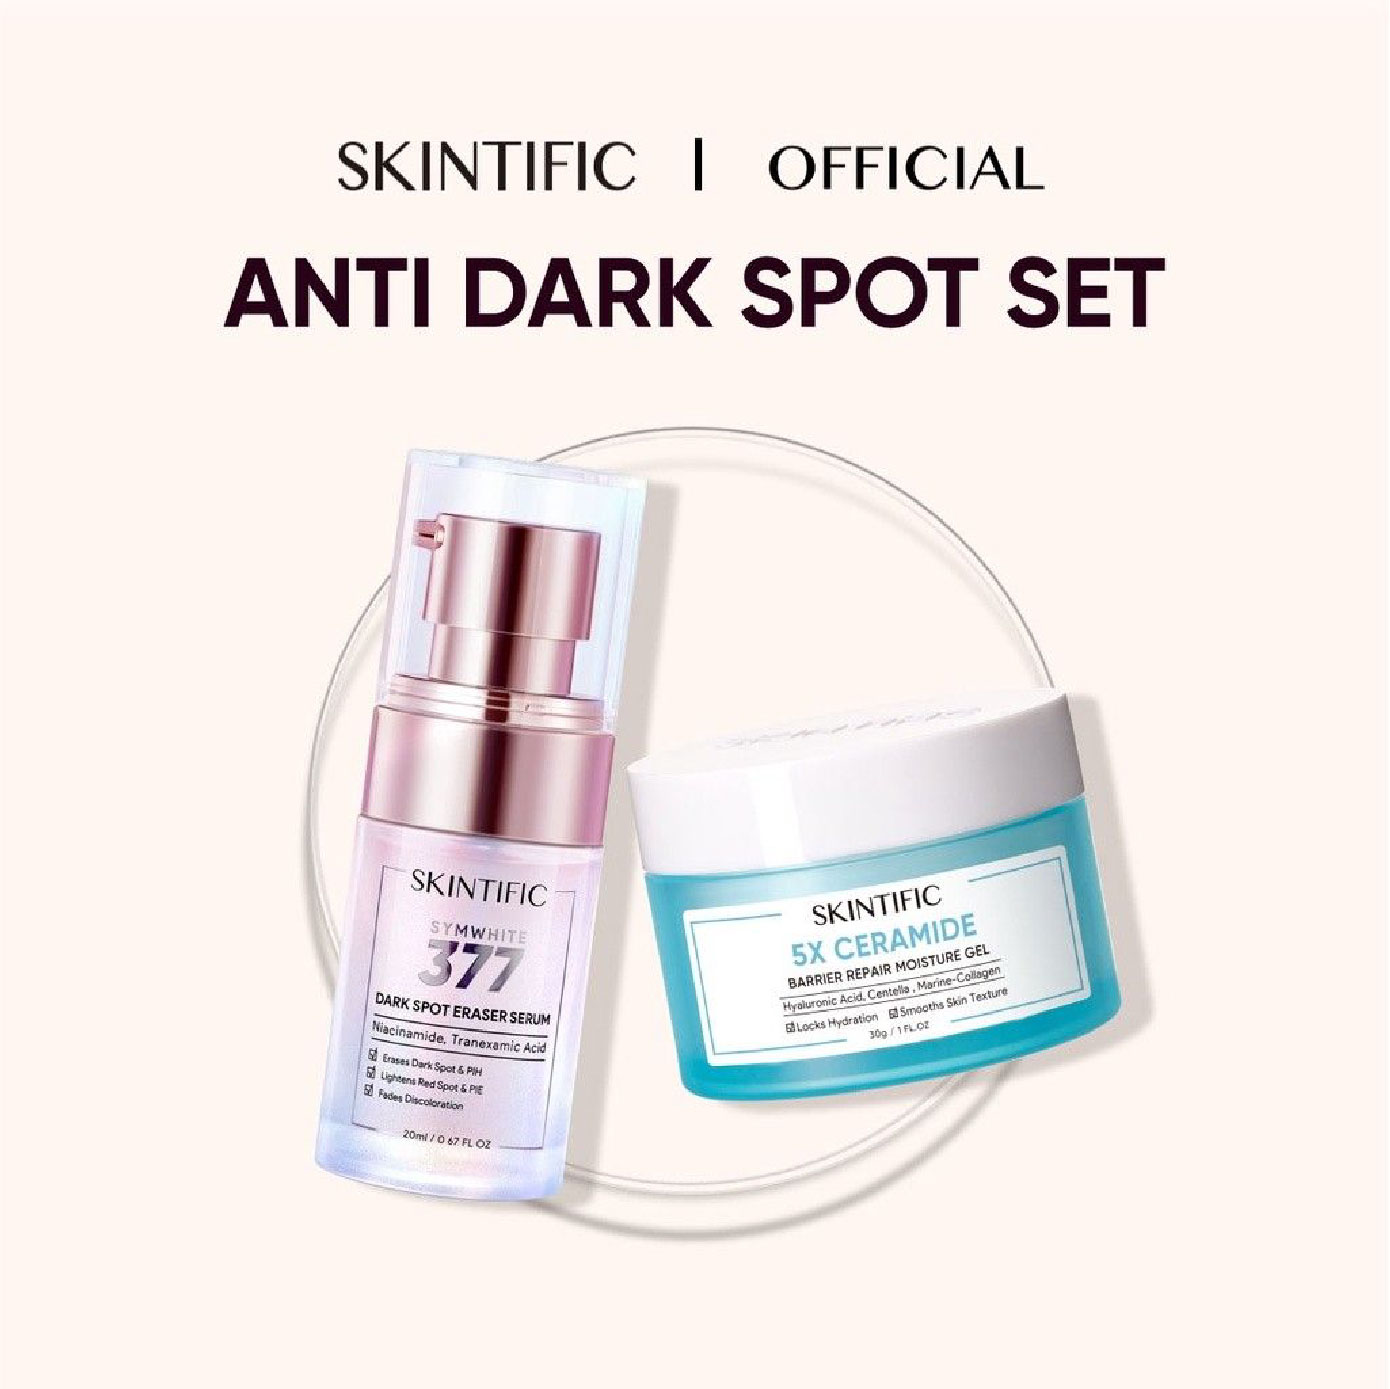 SKINTIFIC | OFFICIAL
ANTI DARK SPOT SET
SKINTIFIC
SYMWHITE
377
DARK SPOT ERASER SERUM
Niacinamide, Tranexamic Acid
Erases Dark Spot & PIH
Lightens Red Spot & PIE
Fades Discoloration
20ml / 0.67 FL OZ
SKINTIFIC
SKINTIFIC
5X CERAMIDE
BARRIER REPAIR MOISTURE GEL
Hyaluronic Acid, Centella , Marine-Collagen
Locks Hydration Smooths Skin Texture
30g / 1 FL.OZ